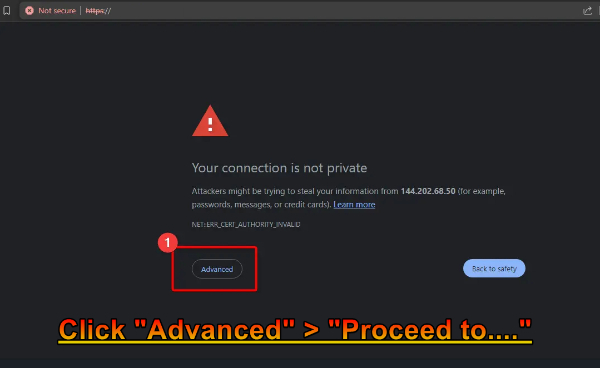 Not secure https://
Your connection is not private
Attackers might be trying to steal your information from 144.202.68.50 (for example,
passwords, messages, or credit cards). Learn more
NET::ERR_CERT_AUTHORITY_INVALID
1
Advanced
Back to safety
Click "Advanced" > "Proceed to...."